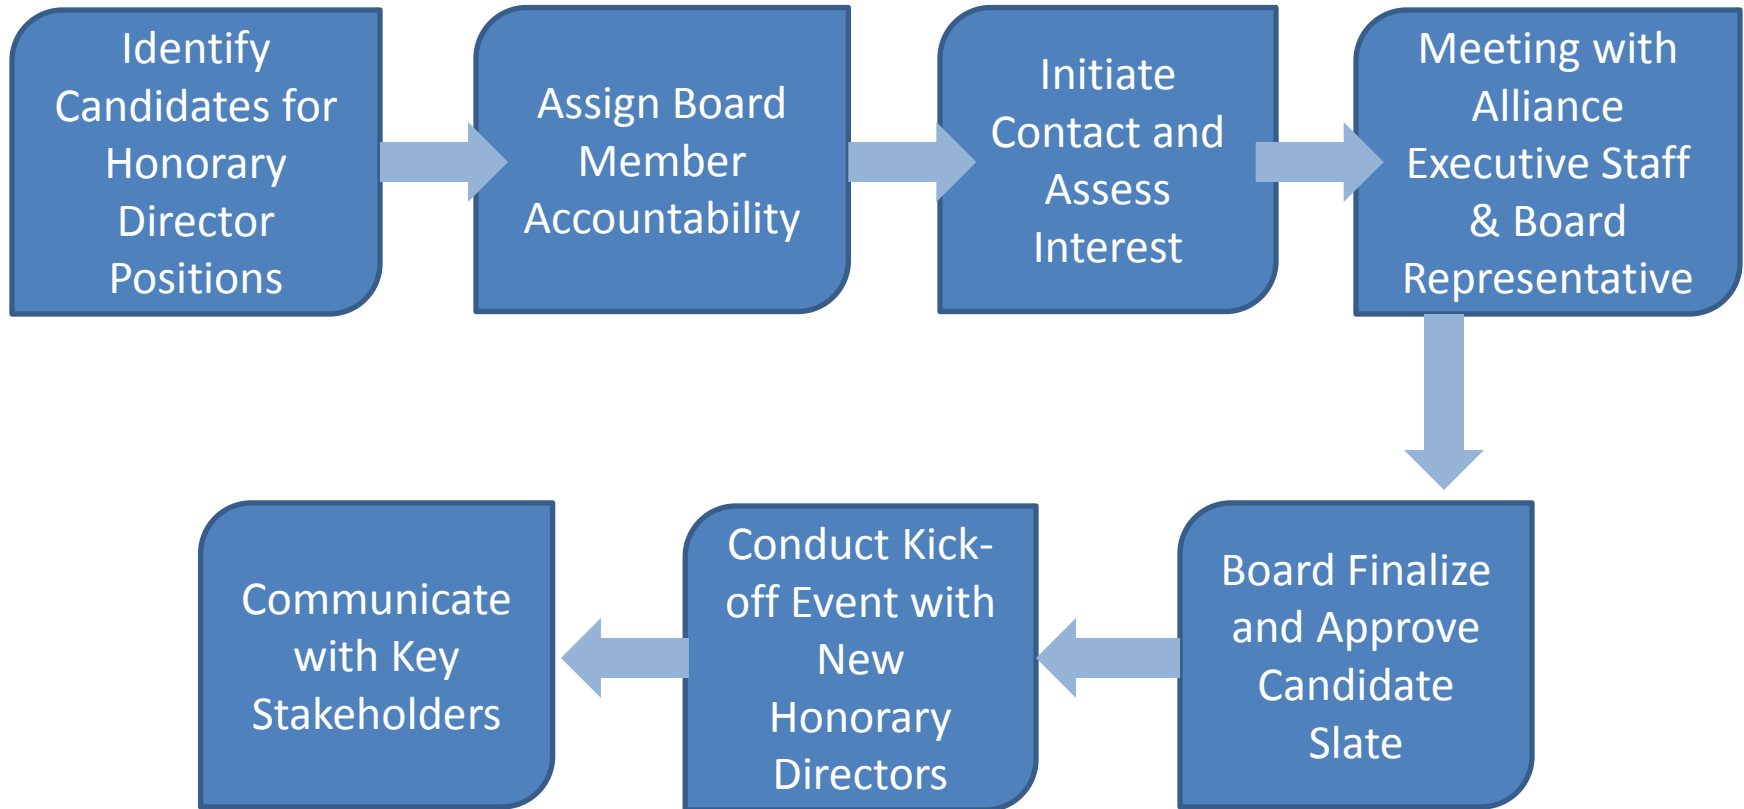 Identify
Candidates for
Honorary
Director
Positions
Assign Board
Member
Accountability
Initiate
Contact and
Assess
Interest
Meeting with
Alliance
Executive Staff
& Board
Representative
Board Finalize
and Approve
Candidate
Slate
Conduct Kick-
off Event with
New
Honorary
Directors
Communicate
with Key
Stakeholders